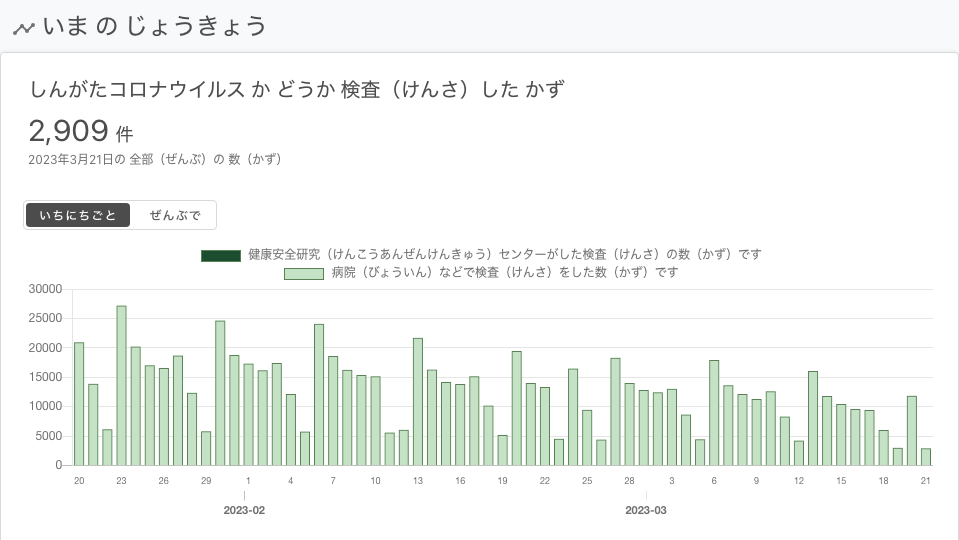 いま の じょうきょう
しんがたコロナウイルス か どうか 検査（けんさ）した かず
2,909 件
2023年3月21日の 全部（ぜんぶ）の 数（かず）
いちにちごと ぜんぶで
健康安全研究（けんこうあんぜんけんきゅう）センターがした検査（けんさ）の数（かず）です
病院（びょういん）などで検査（けんさ）をした数（かず）です
30000
25000
20000
15000
10000
5000
0
20 23 26 29 1 4 7 10 13 16 19 22 25 28 3 6 9 12 15 18 21
2023-02 2023-03